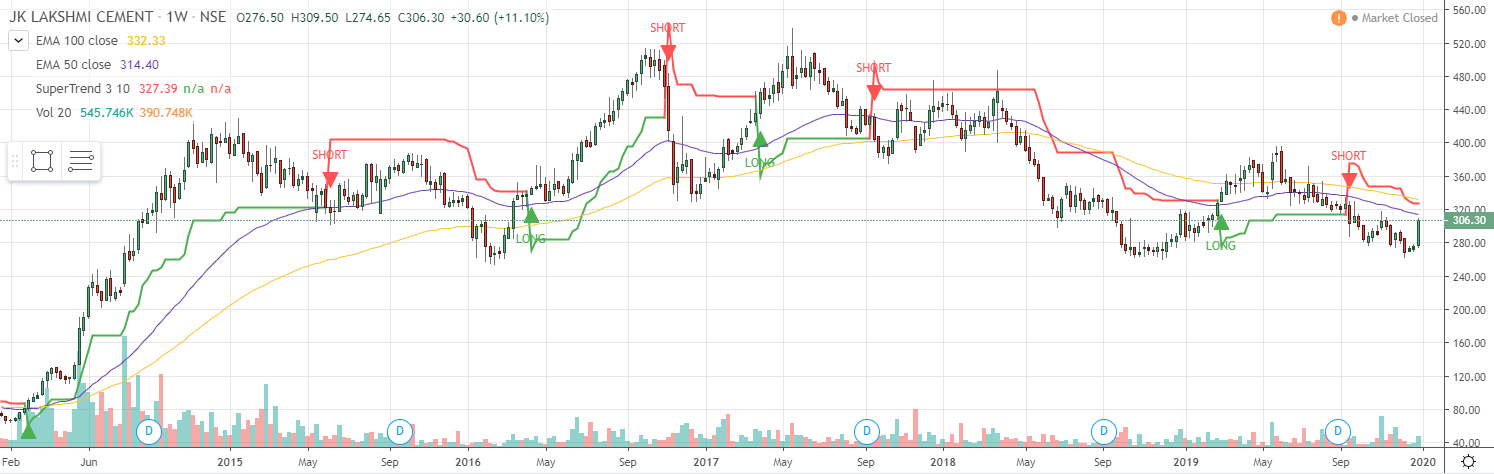 JK LAKSHMI CEMENT · 1W · NSE O276.50 H309.50 L274.65 C306.30 +30.60 (+11.10%)
! Market Closed
EMA 100 close 332.33
EMA 50 close 314.40
SuperTrend 3 10 327.39 n/a n/a
Vol 20 545.746K 390.748K
SHORT
SHORT
SHORT
SHORT
LONG
LONG
LONG
560.00
520.00
480.00
440.00
400.00
360.00
320.00
306.30
280.00
240.00
200.00
160.00
120.00
80.00
40.00
D D D D D
Feb Jun 2015 May Sep 2016 May Sep 2017 May Sep 2018 May Sep 2019 May Sep 2020